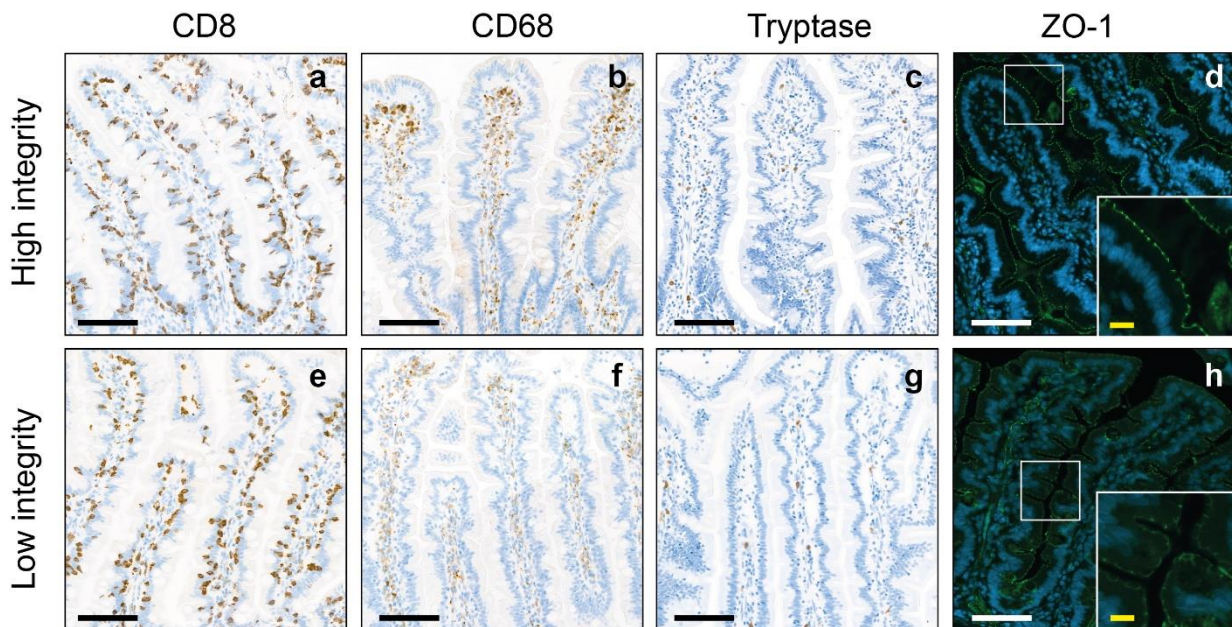 CD8 CD68 Tryptase ZO-1
High integrity
a b c d
Low integrity
e f g h